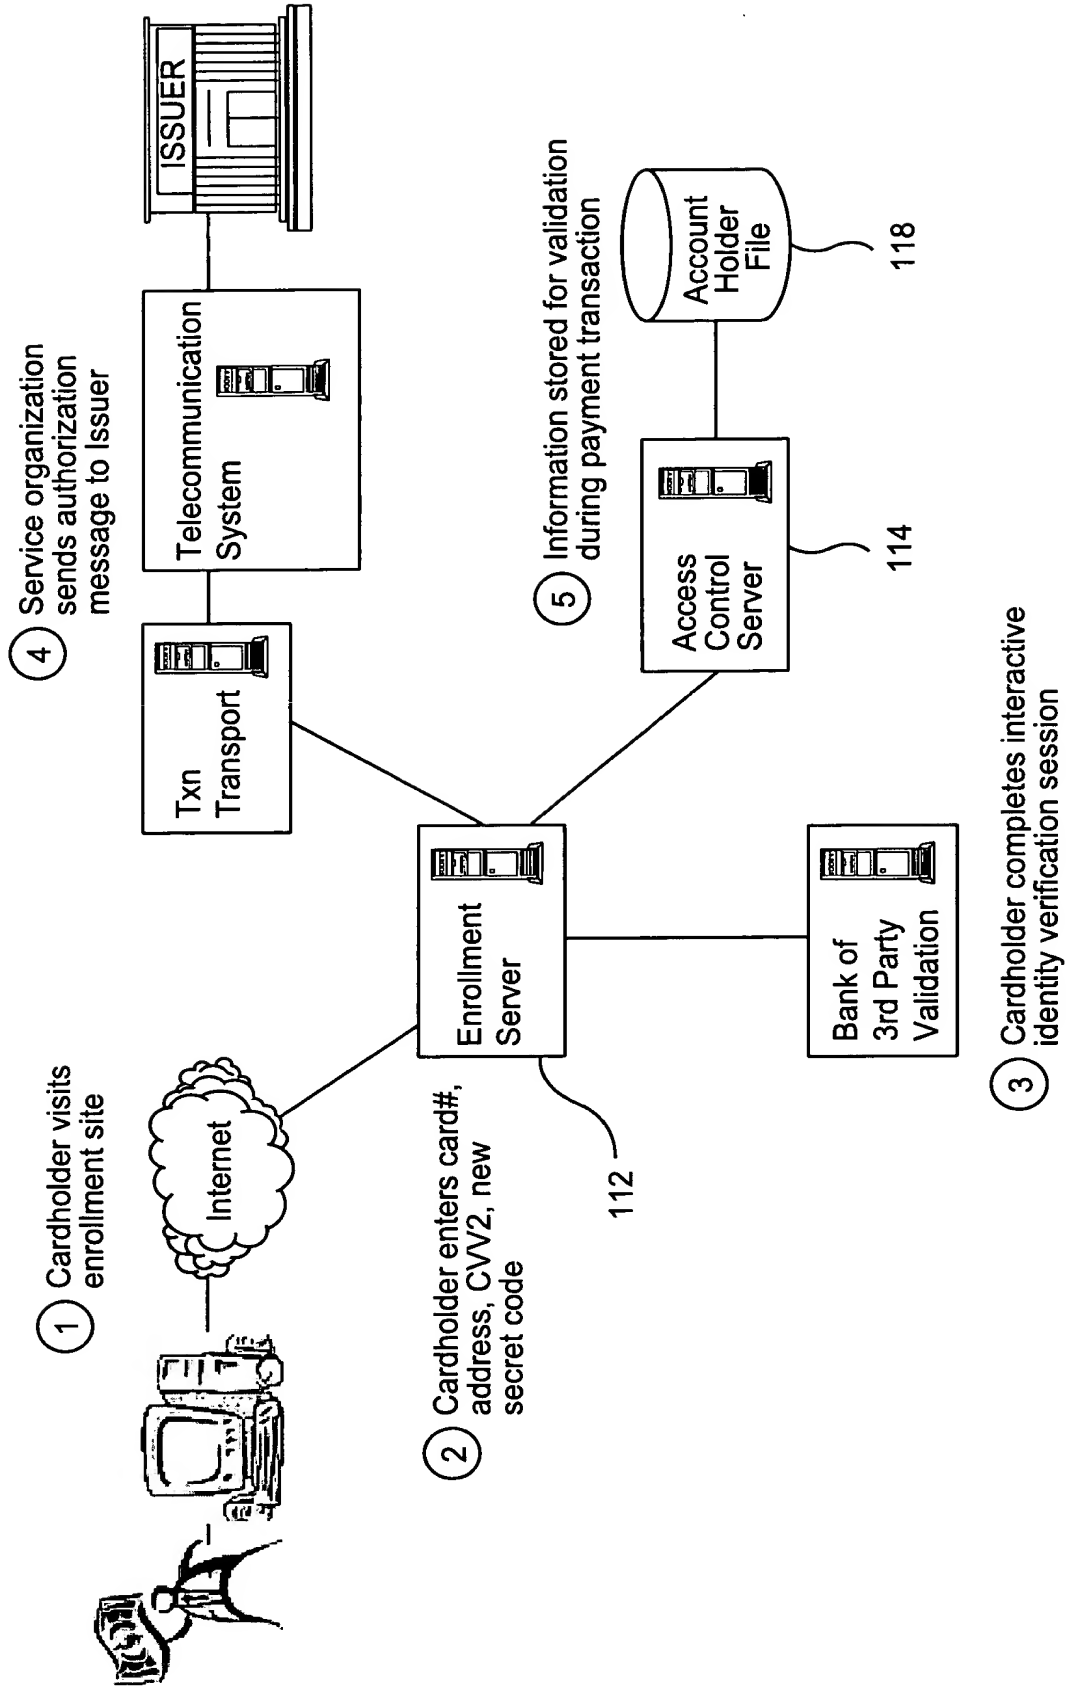 1
Cardholder visits
enrollment site
Internet
2
Cardholder enters card#,
address, CVV2, new
secret code
112
Enrollment
Server
3
Cardholder completes interactive
identity verification session
Bank of
3rd Party
Validation
4
Service organization
sends authorization
message to Issuer
Txn
Transport
Telecommunication
System
ISSUER
5
Information stored for validation
during payment transaction
Access
Control
Server
114
Account
Holder
File
118